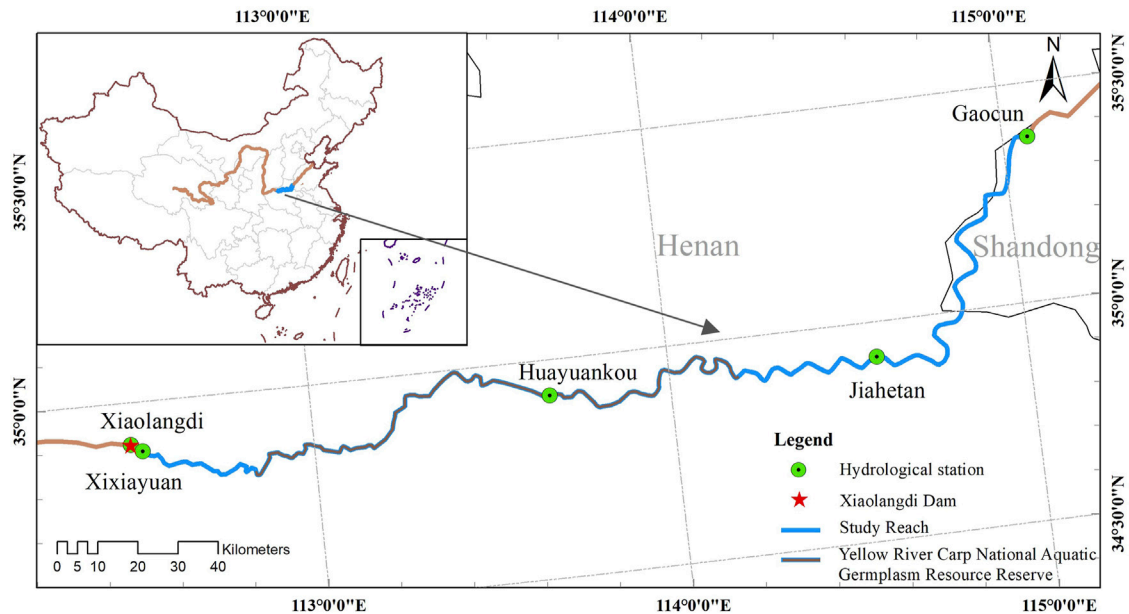 113°0'0"E
114°0'0"E
115°0'0"E
N
35°30'0"N
35°30'0"N
Gaocun
Henan
Shandong
35°0'0"N
Huayuankou
Jiahetan
35°0'0"N
Xiaolangdi
Xixiayuan
Legend
Hydrological station
Xiaolangdi Dam
Study Reach
Yellow River Carp National Aquatic
Germplasm Resource Reserve
34°30'0"N
Kilometers
0 5 10 20 30 40
113°0'0"E
114°0'0"E
115°0'0"E